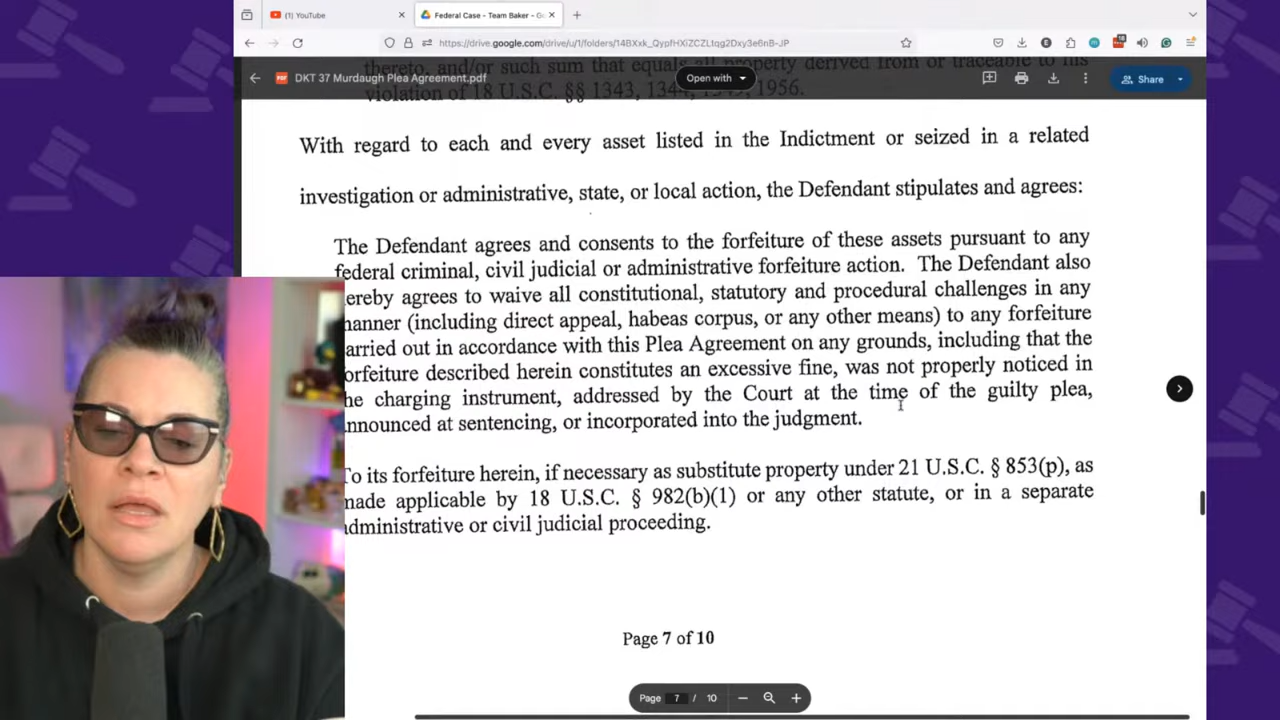 (1) YouTube
Federal Case - Team Baker - Go
https://drive.google.com/drive/u/1/folders/14BXxk_QypfHXiZCZLtqg2Dxy3e6nB-JP
18
thereto, and/or such sum that equals all property derived from or traceable to his
DKT 37 Murdaugh Plea Agreement.pdf
Open with
Share
violation of 18 U.S.C. §§ 1343, 1344, 1349, 1956.
With regard to each and every asset listed in the Indictment or seized in a related
investigation or administrative, state, or local action, the Defendant stipulates and agrees:
The Defendant agrees and consents to the forfeiture of these assets pursuant to any
federal criminal, civil judicial or administrative forfeiture action. The Defendant also
ereby agrees to waive all constitutional, statutory and procedural challenges in any
anner (including direct appeal, habeas corpus, or any other means) to any forfeiture
arried out in accordance with this Plea Agreement on any grounds, including that the
orfeiture described herein constitutes an excessive fine, was not properly noticed in
he charging instrument, addressed by the Court at the time of the guilty plea,
nnounced at sentencing, or incorporated into the judgment.
To its forfeiture herein, if necessary as substitute property under 21 U.S.C. § 853(p), as
made applicable by 18 U.S.C. § 982(b)(1) or any other statute, or in a separate
dministrative or civil judicial proceeding.
Page 7 of 10
Page 7 / 10